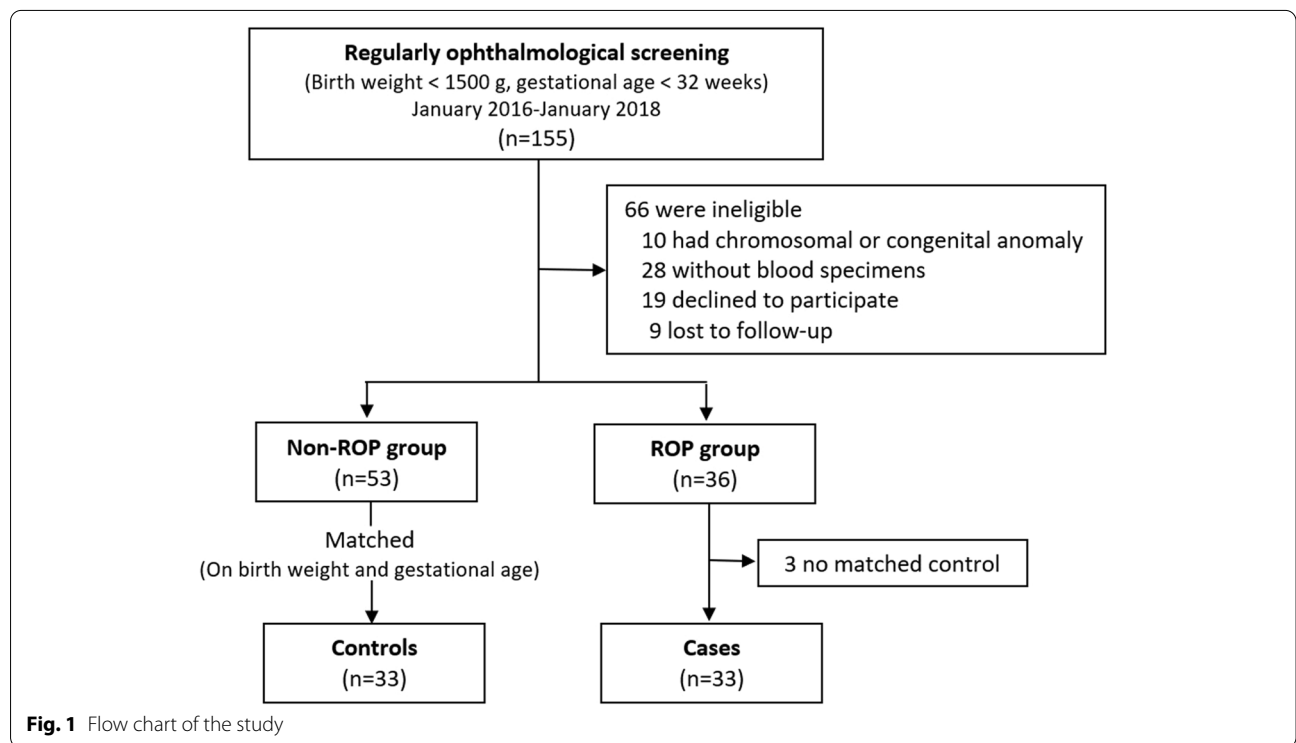 Regularly ophthalmological screening
(Birth weight < 1500 g, gestational age < 32 weeks)
January 2016-January 2018
(n=155)
66 were ineligible
10 had chromosomal or congenital anomaly
28 without blood specimens
19 declined to participate
9 lost to follow-up
Non-ROP group
(n=53)
ROP group
(n=36)
Matched
(On birth weight and gestational age)
3 no matched control
Controls
(n=33)
Cases
(n=33)
Fig. 1 Flow chart of the study